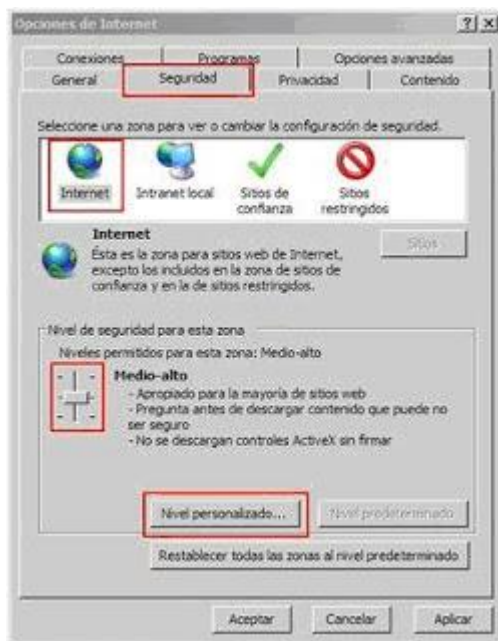 Opciones de Internet
Conexiones Programas Opciones avanzadas
General Seguridad Privacidad Contenido
Seleccione una zona para ver o cambiar la configuración de seguridad.
Internet Intranet local Sitios de confianza Sitios restringidos
Internet
Sitios
Ésta es la zona para sitios web de Internet,
excepto los incluidos en la zona de sitios de
confianza y en la de sitios restringidos.
Nivel de seguridad para esta zona
Niveles permitidos para esta zona: Medio-alto
Medio-alto
- Apropiado para la mayoría de sitios web
- Pregunta antes de descargar contenido que puede no
ser seguro
- No se descargan controles ActiveX sin firmar
Nivel personalizado... Nivel predeterminado
Restablecer todas las zonas al nivel predeterminado
Aceptar Cancelar Aplicar